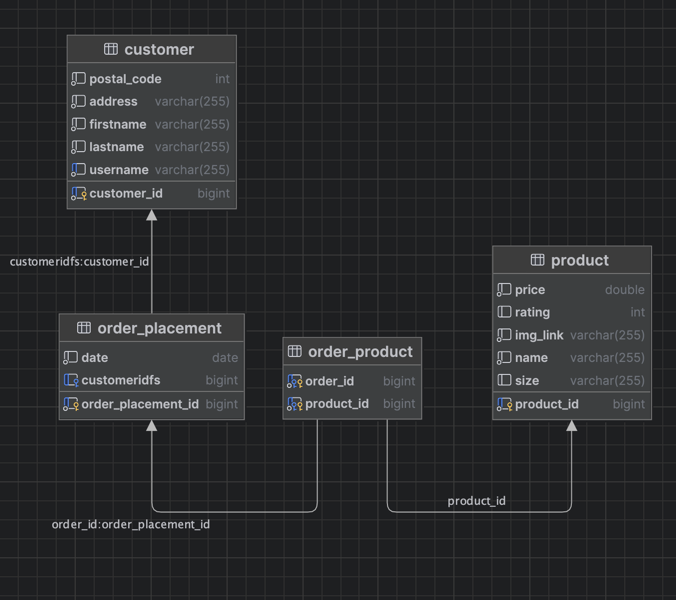 customer
postal_code int
address varchar(255)
firstname varchar(255)
lastname varchar(255)
username varchar(255)
customer_id bigint
customeridfs:customer_id
order_placement
date date
customeridfs bigint
order_placement_id bigint
order_product
order_id bigint
product_id bigint
product
price double
rating int
img_link varchar(255)
name varchar(255)
size varchar(255)
product_id bigint
product_id
order_id:order_placement_id